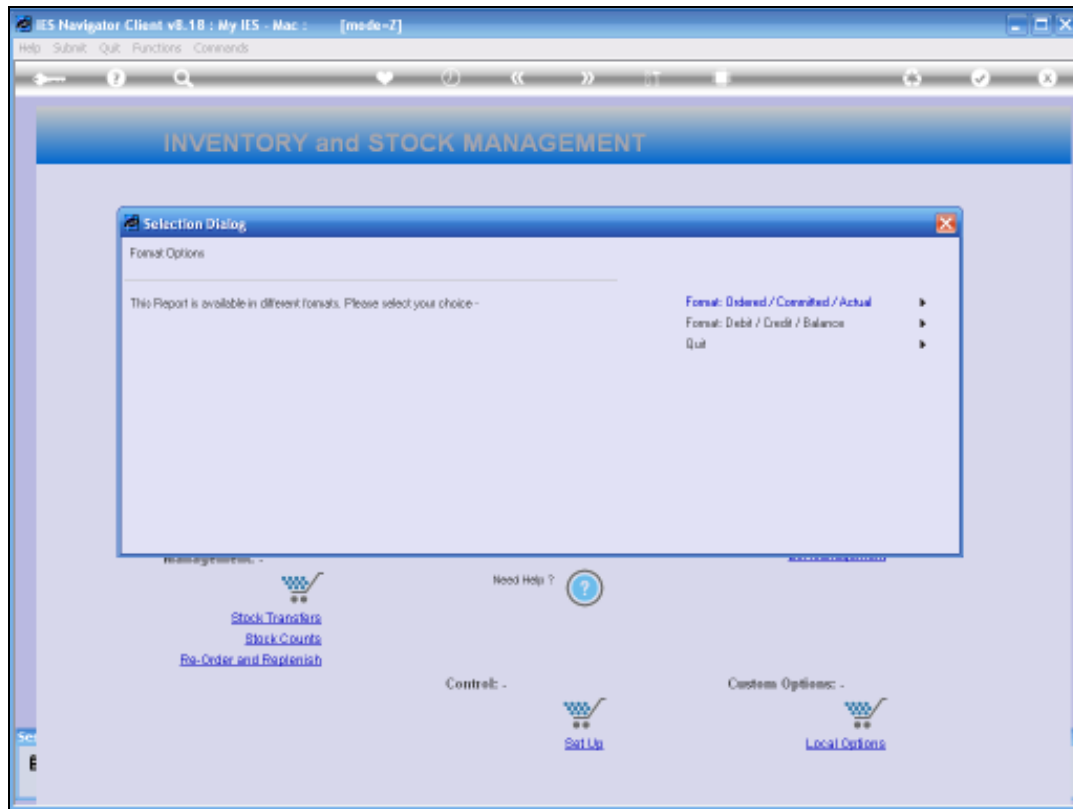 IES Navigator Client v8.18 : My IES - Mac : [mode=Z]
Help Submit Quit Functions Commands
INVENTORY and STOCK MANAGEMENT
Selection Dialog
Format Options
This Report is available in different formats. Please select your choice -
Format: Ordered / Committed / Actual
Format: Debit / Credit / Balance
Quit
Management: -
Need Help ?
Stock Transfers
Stock Counts
Re-Order and Replenish
Control: -
Custom Options: -
Set Up
Local Options